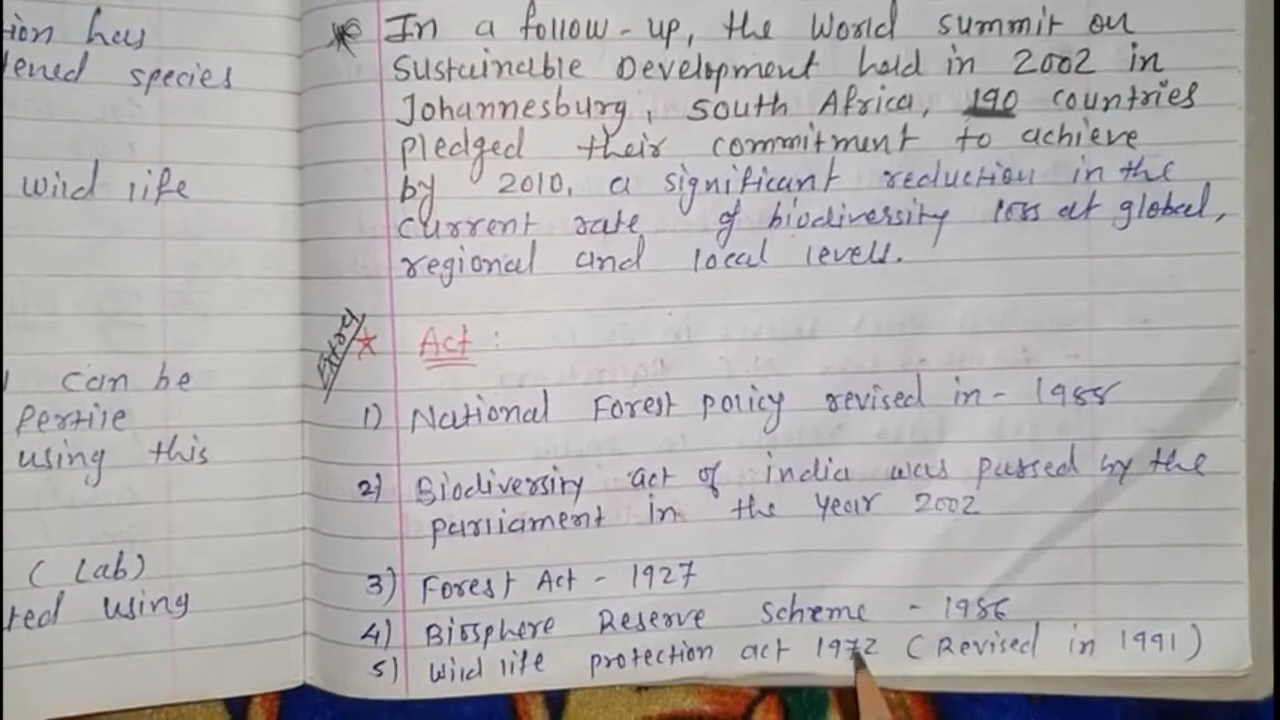 tion has
ened species
wild life
can be
Fertile
using this
( Lab)
ted using
In a follow-up, the World summit on
Sustainable Development held in 2002 in
Johannesburg, South Africa, 190 countries
pledged their commitment to achieve
by 2010, a significant reduction in the
current rate of biodiversity loss at global,
regional and local levels.
Extra
Act :
1) National Forest policy revised in - 1988
2) Biodiversity act of india was passed by the
parliament in the year 2002
3) Forest Act - 1927
4) Biosphere Reserve Scheme - 1986
5) Wild life protection act 1972 (Revised in 1991)